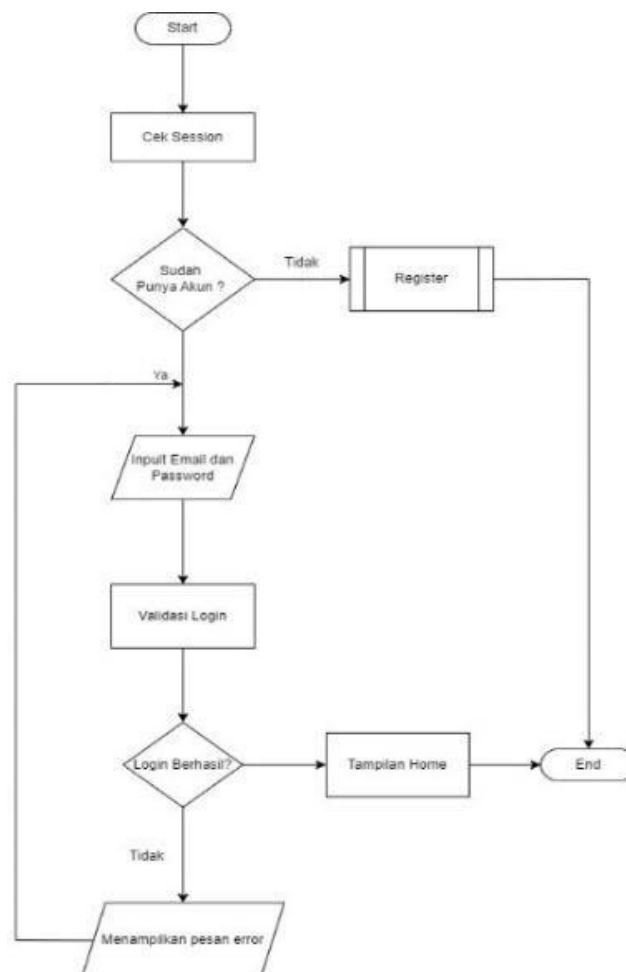 Start
Cek Session
Sudah
Punya Akun ?
Tidak
Register
Ya
Inpult Email dan
Password
Validasi Login
Login Berhasil?
Tampilan Home
End
Tidak
Menampilkan pesan error